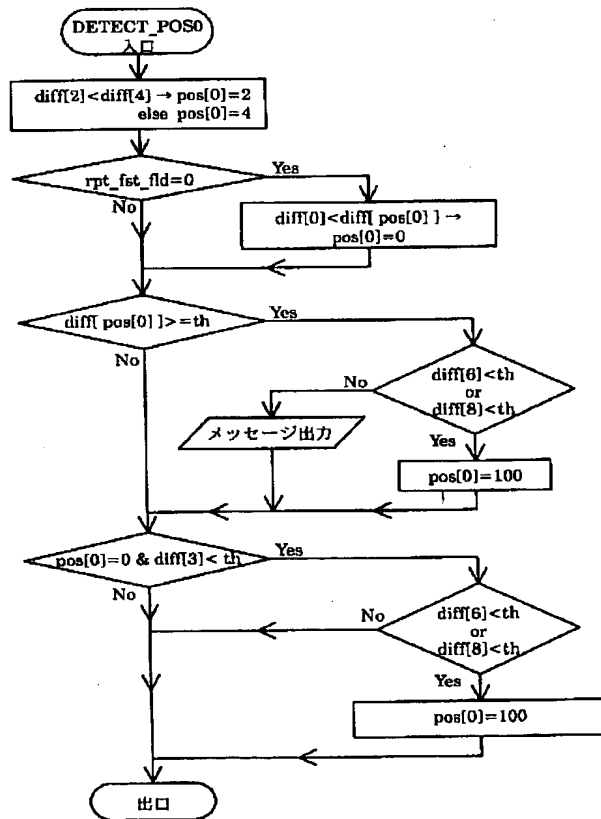 DETECT_POS0
入口
diff[2]<diff[4] → pos[0]=2
else pos[0]=4
rpt_fst_fld=0
Yes
No
diff[0]<diff[ pos[0] ] →
pos[0]=0
diff[ pos[0] ]>=th
Yes
No
diff[6]<th
or
diff[8]<th
No
Yes
メッセージ出力
pos[0]=100
pos[0]=0 & diff[3]< th
Yes
No
diff[6]<th
or
diff[8]<th
No
Yes
pos[0]=100
出口